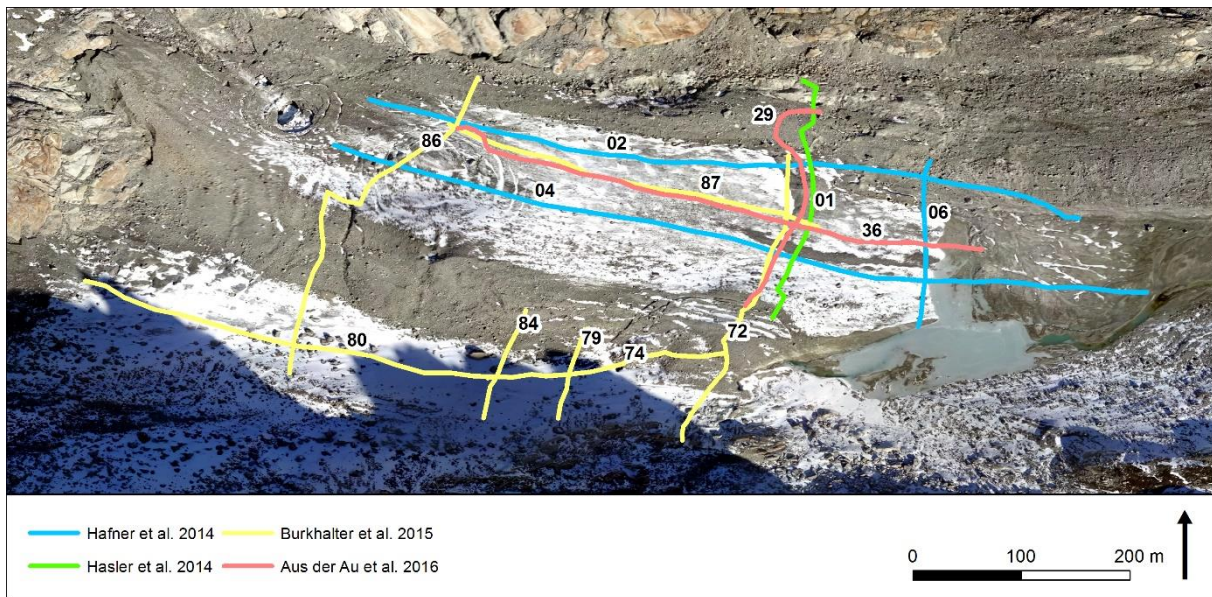 29
86
02
87
04
01
06
36
84
79
72
80
74
Hafner et al. 2014
Burkhalter et al. 2015
Hasler et al. 2014
Aus der Au et al. 2016
0 100 200 m